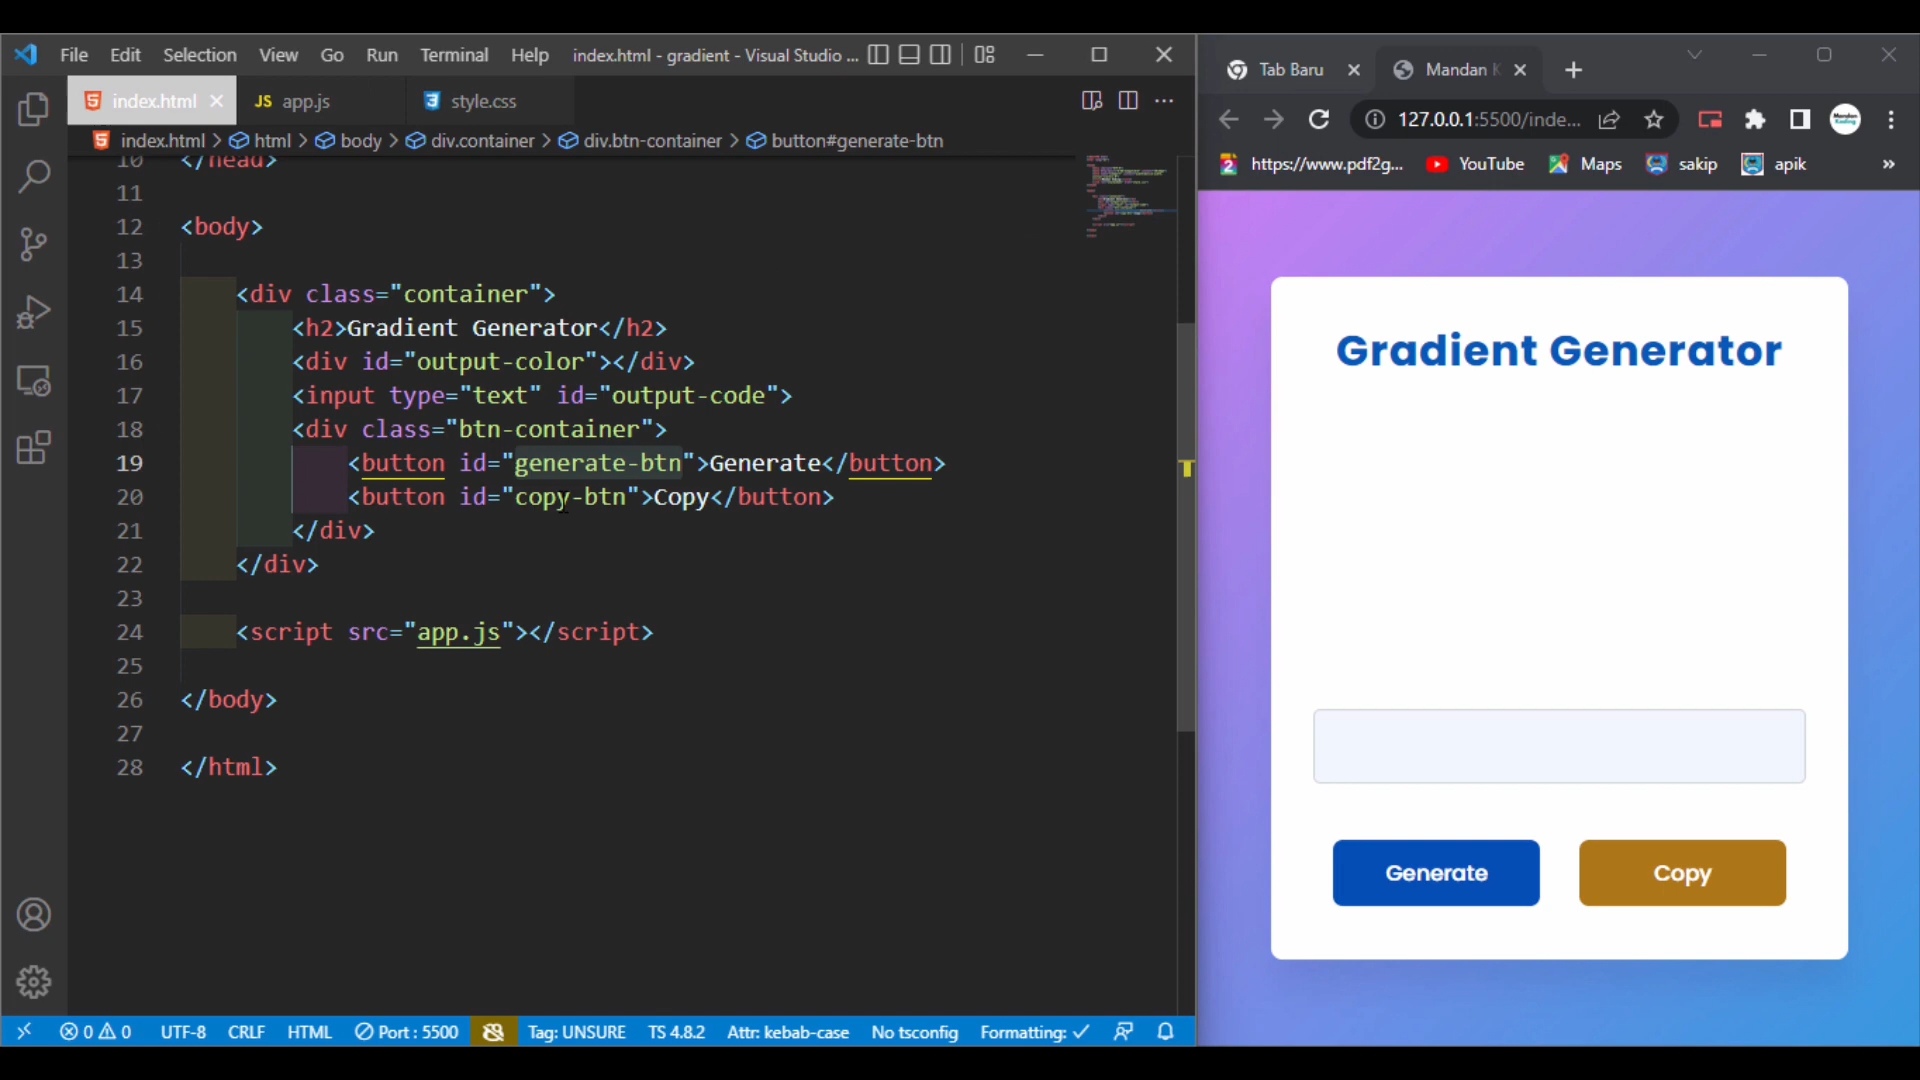 File Edit Selection View Go Run Terminal Help index.html - gradient - Visual Studio ...
index.html JS app.js style.css
index.html > html > body > div.container > div.btn-container > button#generate-btn
10 </head>
11
12 <body>
13
14 <div class="container">
15 <h2>Gradient Generator</h2>
16 <div id="output-color"></div>
17 <input type="text" id="output-code">
18 <div class="btn-container">
19 <button id="generate-btn">Generate</button>
20 <button id="copy-btn">Copy</button>
21 </div>
22 </div>
23
24 <script src="app.js"></script>
25
26 </body>
27
28 </html>
0 0 UTF-8 CRLF HTML Port : 5500 Tag: UNSURE TS 4.8.2 Attr: kebab-case No tsconfig Formatting: ✓
Tab Baru Mandan K
127.0.0.1:5500/inde...
https://www.pdf2g... YouTube Maps sakip apik »
Gradient Generator
Generate Copy